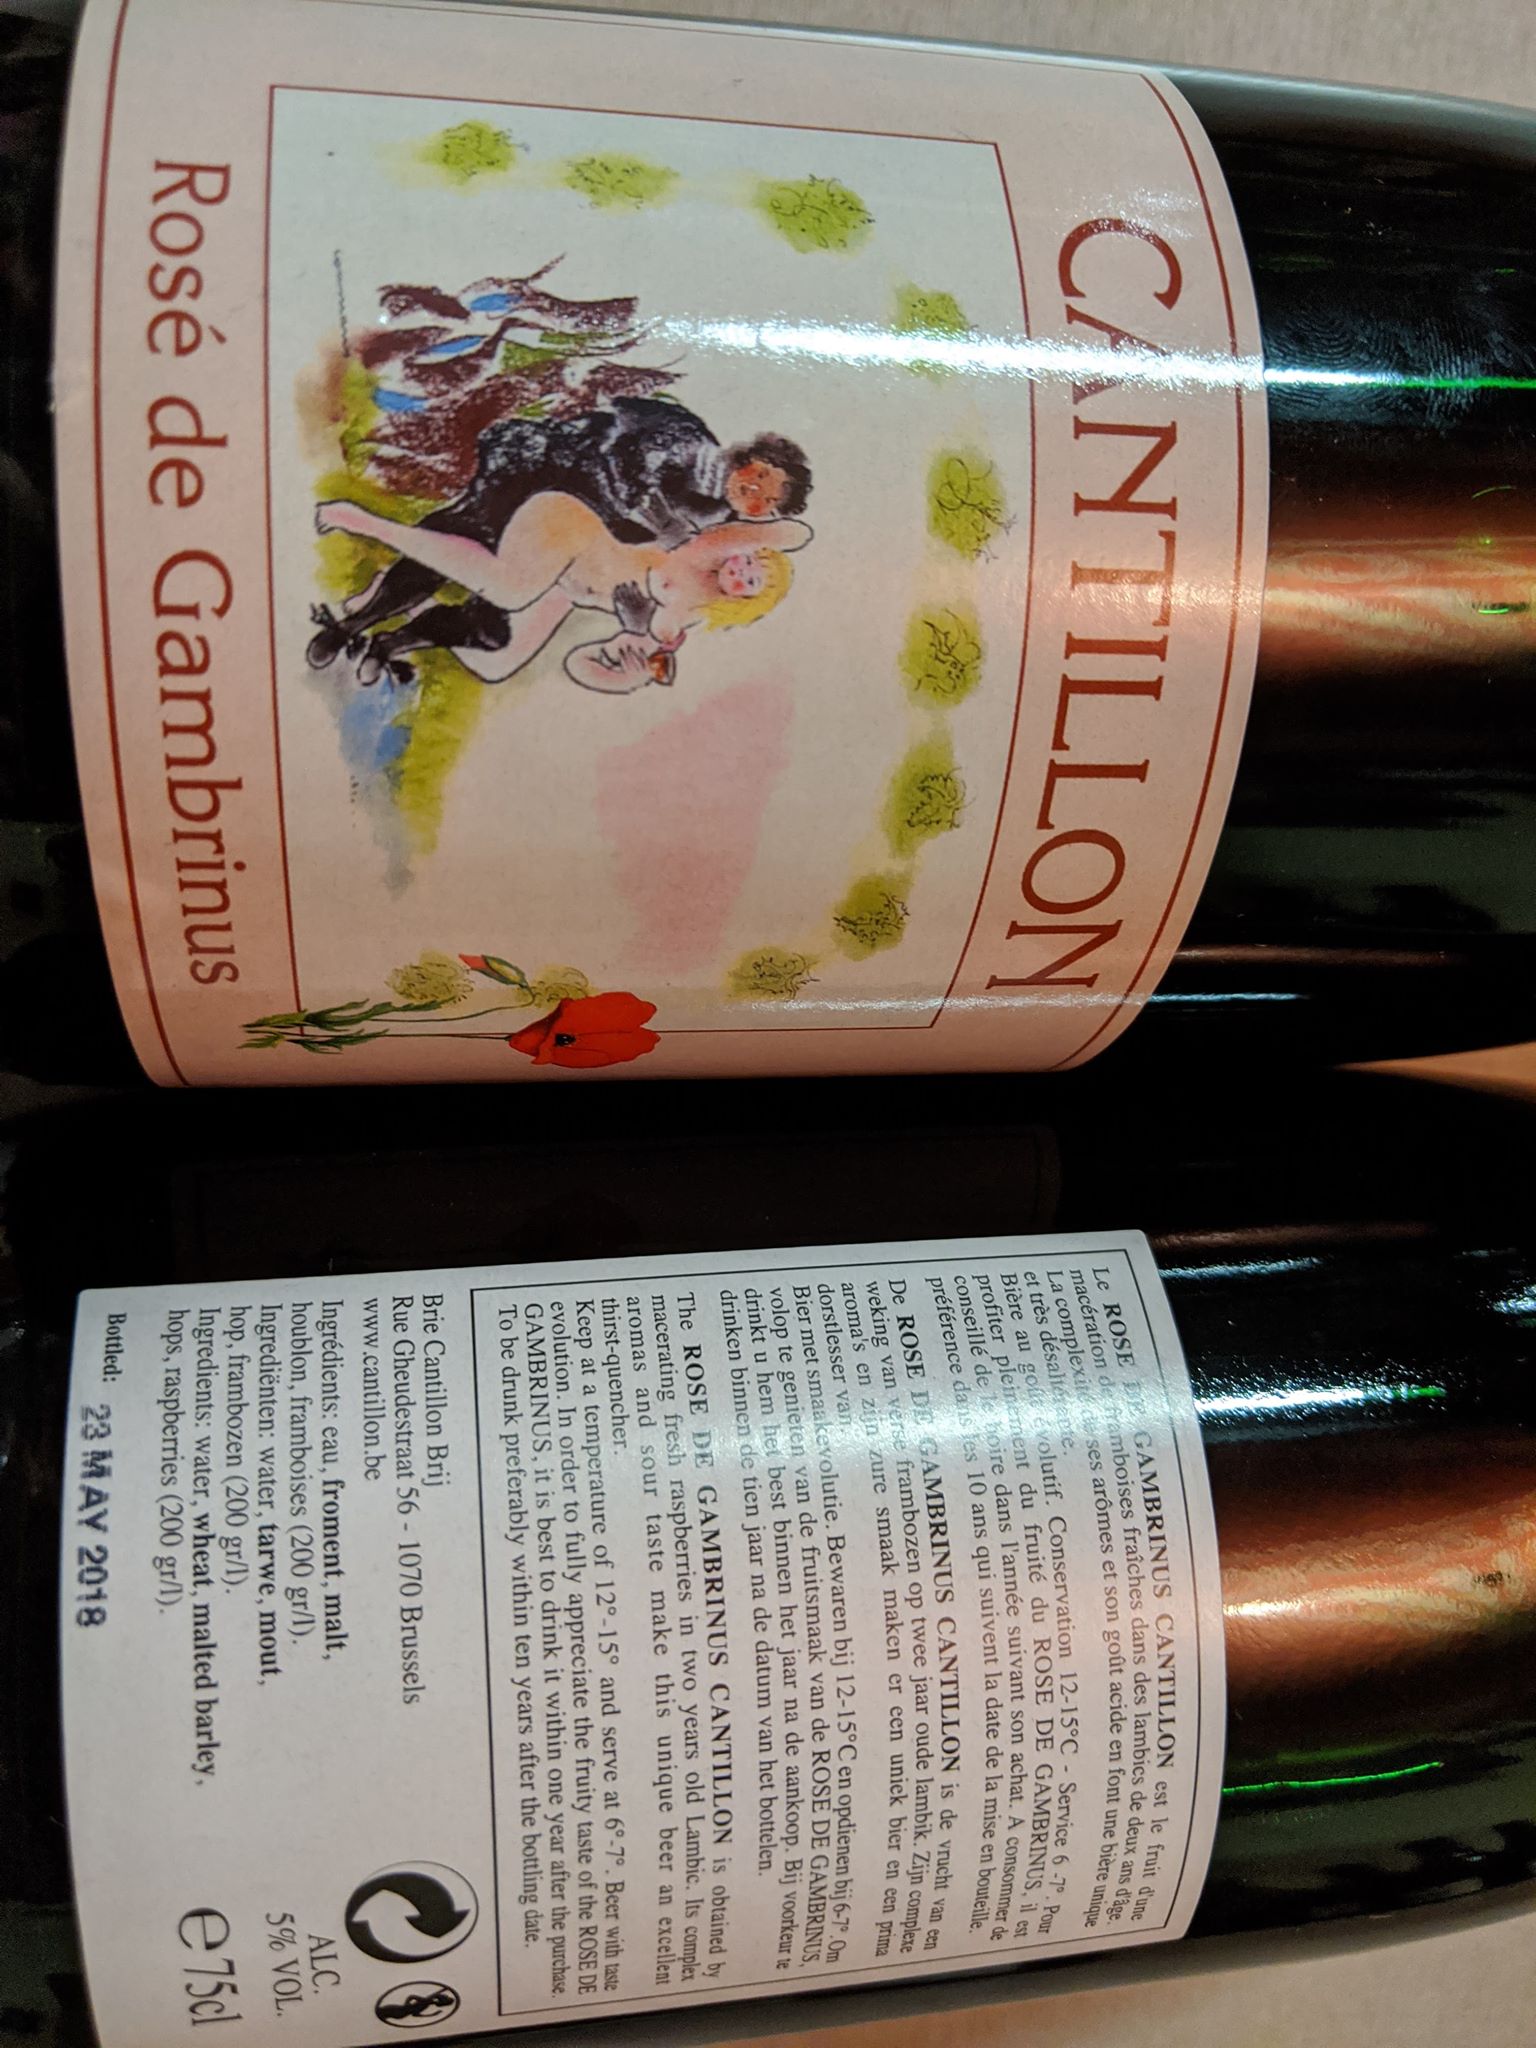 CANTILLON
Rosé de Gambrinus
Le ROSE DE GAMBRINUS CANTILLON est le fruit d'une
macération de framboises fraîches dans des lambics de deux ans d'âge.
La complexité de ses arômes et son goût acide en font une bière unique
et très désaltérante.
Bière au goût évolutif. Conservation 12-15°C - Service 6 -7°. Pour
profiter pleinement du fruité du ROSE DE GAMBRINUS, il est
conseillé de le boire dans l'année suivant son achat. A consommer de
préférence dans les 10 ans qui suivent la date de la mise en bouteille.
De ROSE DE GAMBRINUS CANTILLON is de vrucht van een
weking van verse frambozen op twee jaar oude lambik. Zijn complexe
aroma's en zijn zure smaak maken er een uniek bier en een prima
dorstlesser van.
Bier met smaakevolutie. Bewaren bij 12-15°C en opdienen bij 6-7°. Om
volop te genieten van de fruitsmaak van de ROSE DE GAMBRINUS,
drinkt u hem het best binnen het jaar na de aankoop. Bij voorkeur te
drinken binnen de tien jaar na de datum van het bottelen.
The ROSE DE GAMBRINUS CANTILLON is obtained by
macerating fresh raspberries in two years old Lambic. Its complex
aromas and sour taste make this unique beer an excellent
thirst-quencher.
Keep at a temperature of 12°-15° and serve at 6°-7°. Beer with taste
evolution. In order to fully appreciate the fruity taste of the ROSE DE
GAMBRINUS, it is best to drink it within one year after the purchase.
To be drunk preferably within ten years after the bottling date.
Brie Cantillon Brij
Rue Gheudestraat 56 - 1070 Brussels
www.cantillon.be
Ingrédients: eau, froment, malt,
houblon, framboises (200 gr/l).
Ingrediënten: water, tarwe, mout,
hop, frambozen (200 gr/l).
Ingredients: water, wheat, malted barley,
hops, raspberries (200 gr/l).
ALC.
5% VOL.
e 75cl
Bottled: 23 MAY 2018